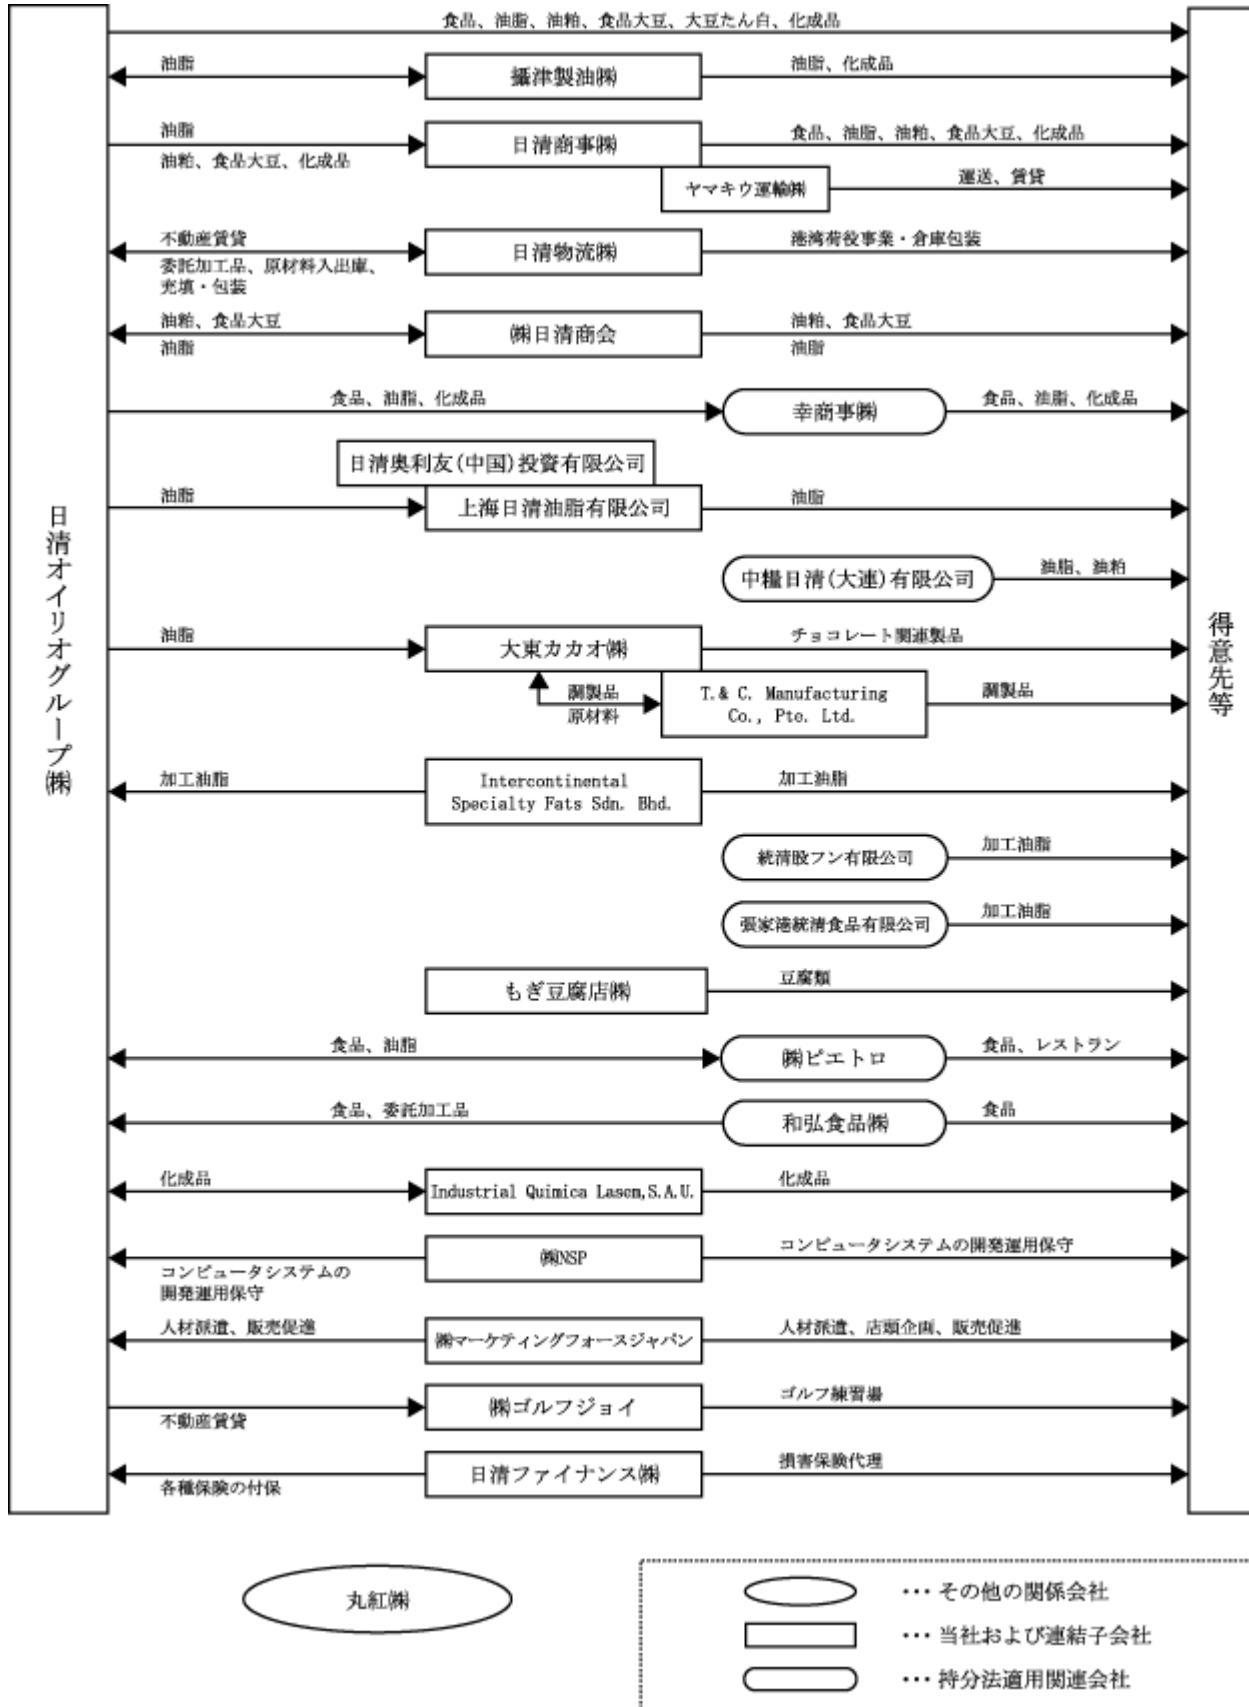 食品、油脂、油粕、食品大豆、大豆たん白、化成品
油脂
攝津製油㈱
油脂、化成品
油脂
油粕、食品大豆、化成品
日清商事㈱
食品、油脂、油粕、食品大豆、化成品
ヤマキウ運輸㈱
運送、賃貸
不動産賃貸
委託加工品、原材料入出庫、
充填・包装
日清物流㈱
港湾荷役事業・倉庫包装
油粕、食品大豆
油脂
㈱日清商会
油粕、食品大豆
油脂
食品、油脂、化成品
幸商事㈱
食品、油脂、化成品
日清奥利友(中国)投資有限公司
油脂
上海日清油脂有限公司
油脂
中糧日清(大連)有限公司
油脂、油粕
日清オイリオグループ㈱
得意先等
油脂
大東カカオ㈱
チョコレート関連製品
調製品
原材料
T.& C. Manufacturing
Co., Pte. Ltd.
調製品
加工油脂
Intercontinental
Specialty Fats Sdn. Bhd.
加工油脂
統清股フン有限公司
加工油脂
張家港統清食品有限公司
加工油脂
もぎ豆腐店㈱
豆腐類
食品、油脂
㈱ピエトロ
食品、レストラン
食品、委託加工品
和弘食品㈱
食品
化成品
Industrial Quimica Lasem,S.A.U.
化成品
コンピュータシステムの
開発運用保守
㈱NSP
コンピュータシステムの開発運用保守
人材派遣、販売促進
㈱マーケティングフォースジャパン
人材派遣、店頭企画、販売促進
不動産賃貸
㈱ゴルフジョイ
ゴルフ練習場
各種保険の付保
日清ファイナンス㈱
損害保険代理
丸紅㈱
…その他の関係会社
…当社および連結子会社
…持分法適用関連会社